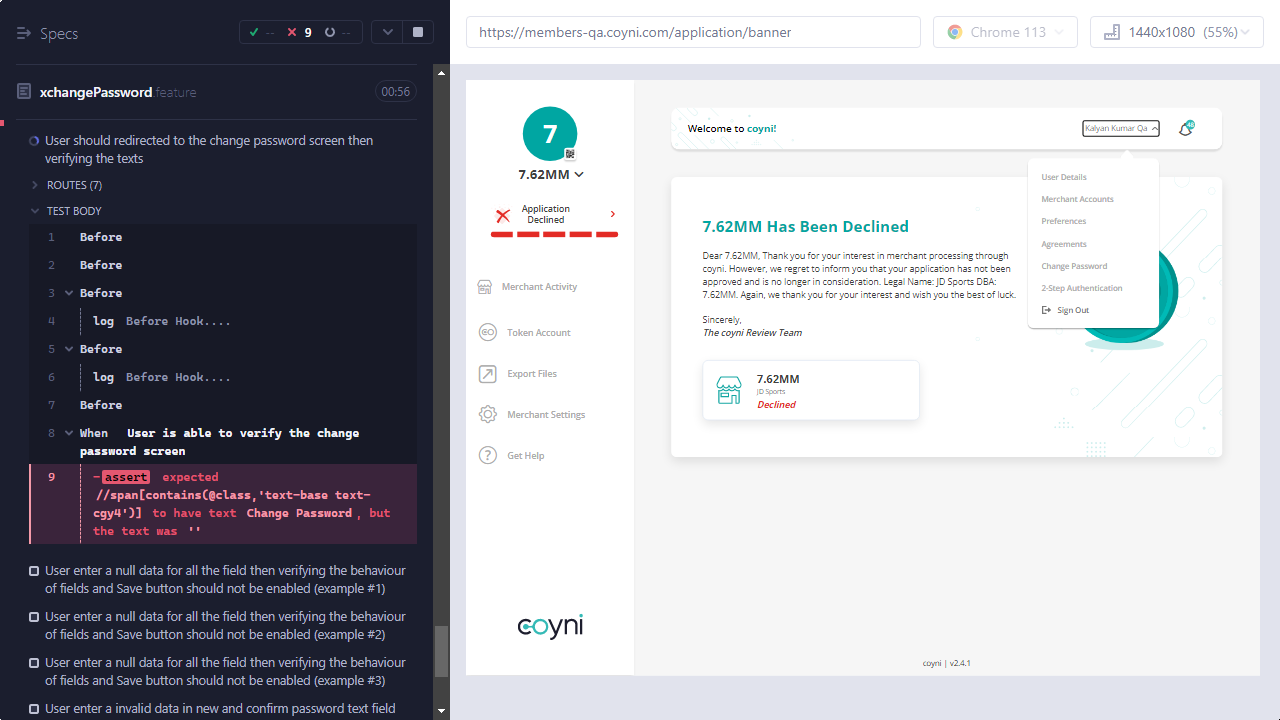 Specs
--
9
--
https://members-qa.coyni.com/application/banner
Chrome 113
1440x1080 (55%)
xchangePassword.feature
00:56
User should redirected to the change password screen then
verifying the texts
ROUTES (7)
TEST BODY
1 Before
2 Before
3 Before
4 log Before Hook....
5 Before
6 log Before Hook....
7 Before
8 When User is able to verify the change
password screen
9 -assert expected
//span[contains(@class,'text-base text-
cgy4')] to have text Change Password, but
the text was ''
User enter a null data for all the field then verifying the behaviour
of fields and Save button should not be enabled (example #1)
User enter a null data for all the field then verifying the behaviour
of fields and Save button should not be enabled (example #2)
User enter a null data for all the field then verifying the behaviour
of fields and Save button should not be enabled (example #3)
User enter a invalid data in new and confirm password text field
7
7.62MM
Application
Declined
Merchant Activity
Token Account
Export Files
Merchant Settings
Get Help
coyni
Welcome to coyni!
Kalyan Kumar Qa
User Details
Merchant Accounts
Preferences
Agreements
Change Password
2-Step Authentication
Sign Out
7.62MM Has Been Declined
Dear 7.62MM, Thank you for your interest in merchant processing through
coyni. However, we regret to inform you that your application has not been
approved and is no longer in consideration. Legal Name: JD Sports DBA:
7.62MM. Again, we thank you for your interest and wish you the best of luck.
Sincerely,
The coyni Review Team
7.62MM
JD Sports
Declined
coyni | v2.4.1